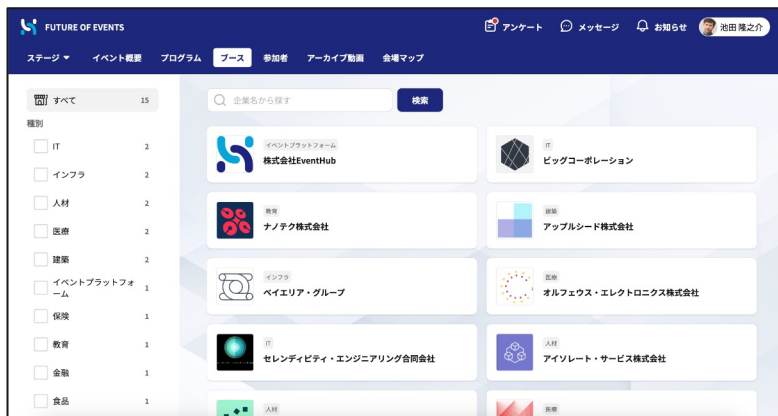 FUTURE OF EVENTS
アンケート
メッセージ
お知らせ
池田 隆之介
ステージ
イベント概要
プログラム
ブース
参加者
アーカイブ動画
会場マップ
すべて 15
種別
IT 2
インフラ 2
人材 2
医療 2
建築 2
イベントプラットフォ
ーム 1
保険 1
教育 1
金融 1
食品 1
企業名から探す
検索
イベントプラットフォーム
株式会社EventHub
IT
ビッグコーポレーション
教育
ナノテク株式会社
建築
アップルシード株式会社
インフラ
ベイエリア・グループ
医療
オルフェウス・エレクトロニクス株式会社
IT
セレンディピティ・エンジニアリング合同会社
人材
アイソレート・サービス株式会社
人材
医療